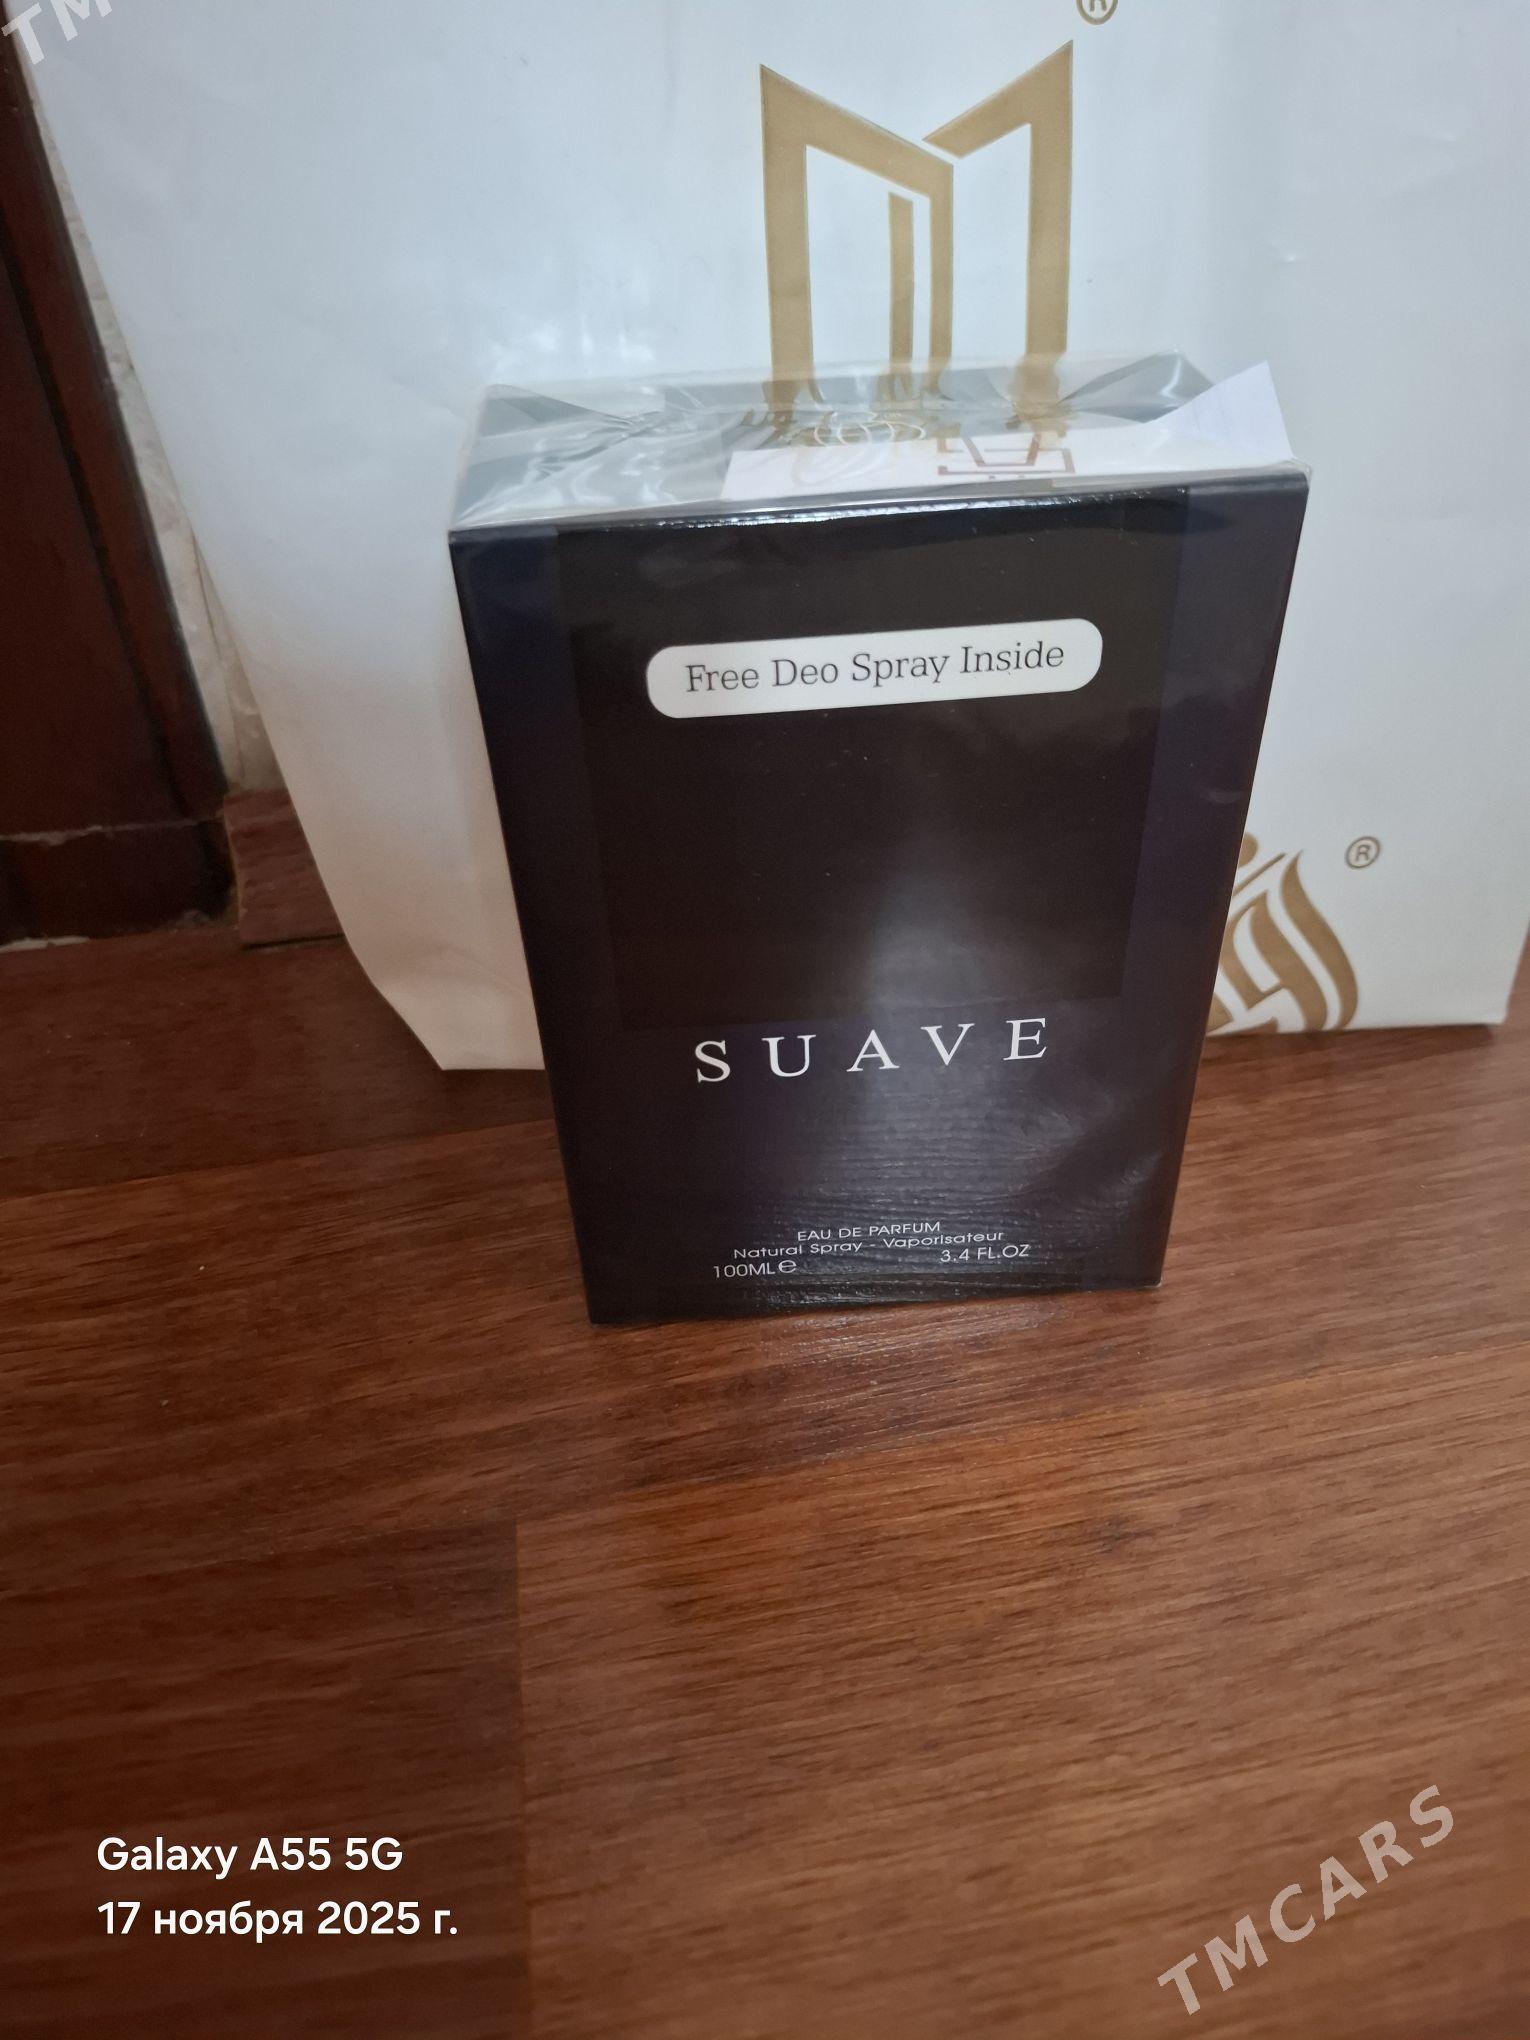 TM
®
Free Deo Spray Inside
®
SUAVE
EAU DE PARFUM
Natural Spray - Vaporisateur
100ML℮ 3.4 FL.OZ
Galaxy A55 5G
17 ноября 2025 г.
TMCARS